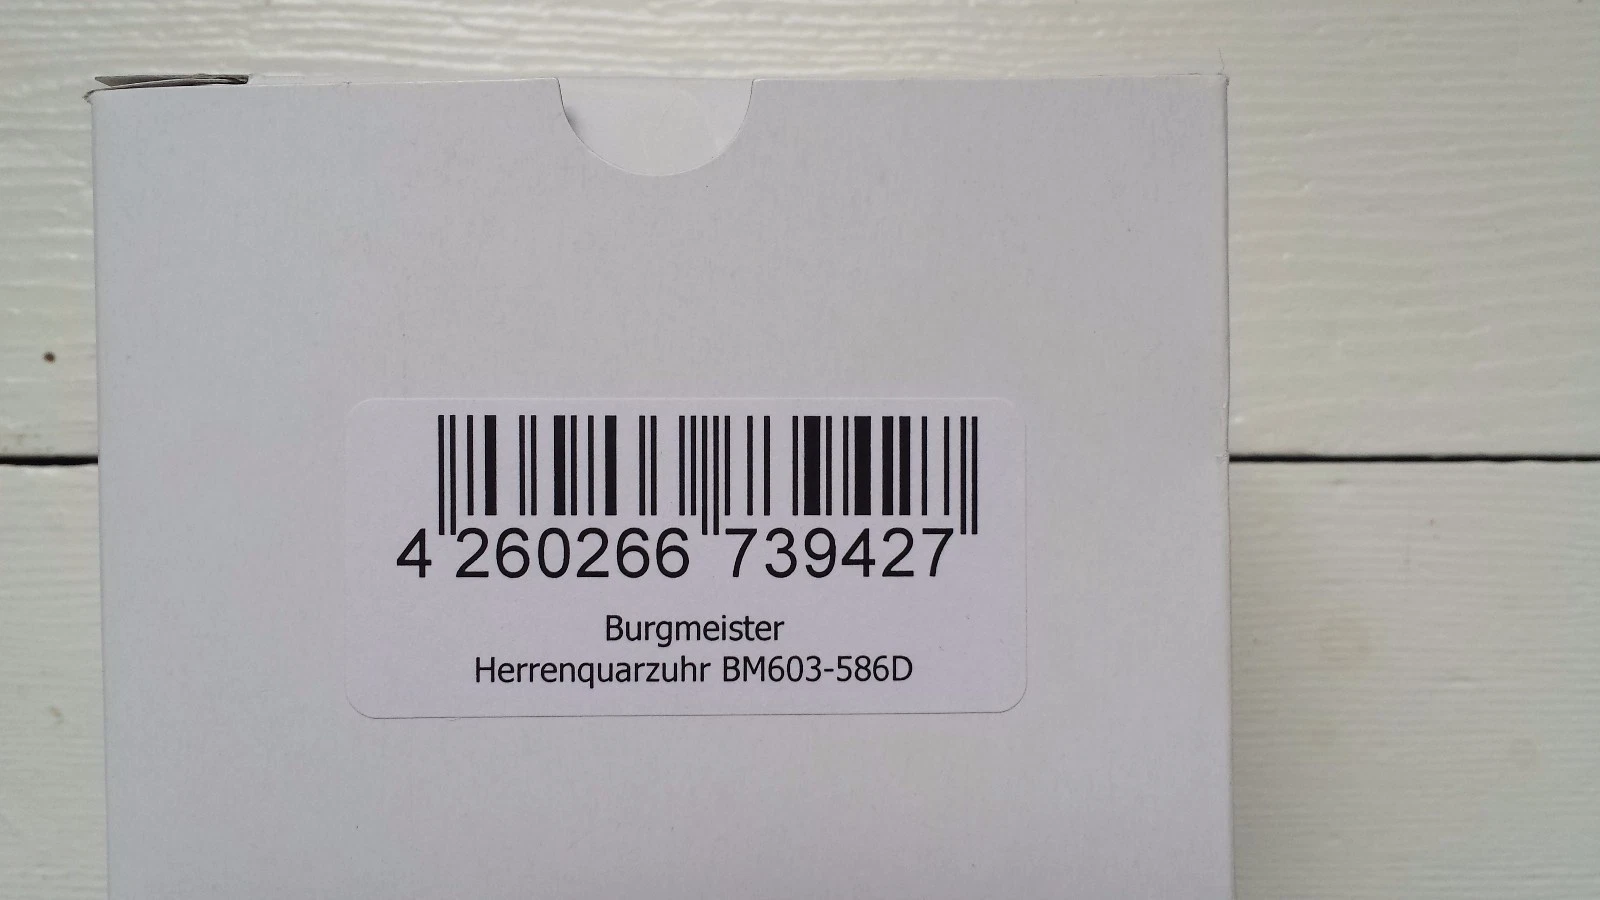 4 260266 739427
Burgmeister
Herrenquarzuhr BM603-586D